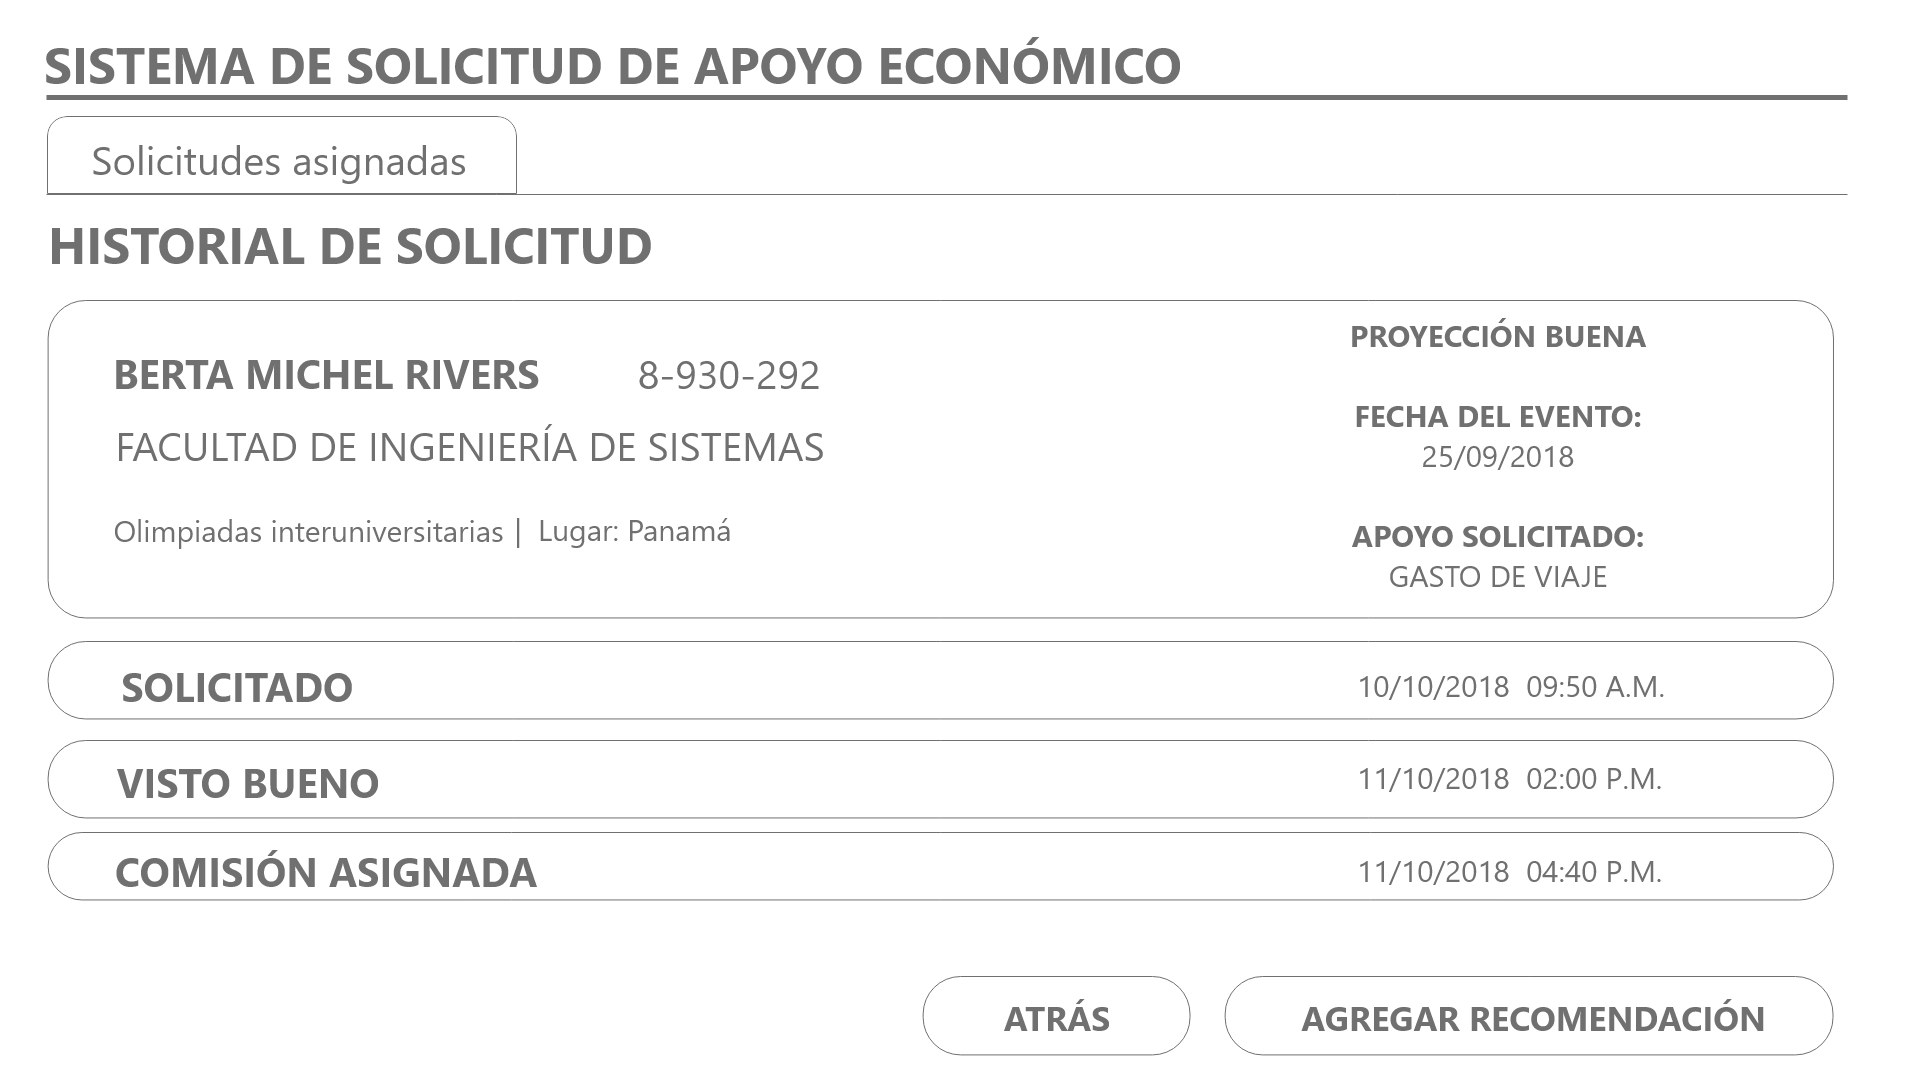 SISTEMA DE SOLICITUD DE APOYO ECONÓMICO
Solicitudes asignadas
HISTORIAL DE SOLICITUD
BERTA MICHEL RIVERS 8-930-292
FACULTAD DE INGENIERÍA DE SISTEMAS
Olimpiadas interuniversitarias | Lugar: Panamá
PROYECCIÓN BUENA
FECHA DEL EVENTO:
25/09/2018
APOYO SOLICITADO:
GASTO DE VIAJE
SOLICITADO 10/10/2018 09:50 A.M.
VISTO BUENO 11/10/2018 02:00 P.M.
COMISIÓN ASIGNADA 11/10/2018 04:40 P.M.
ATRÁS AGREGAR RECOMENDACIÓN